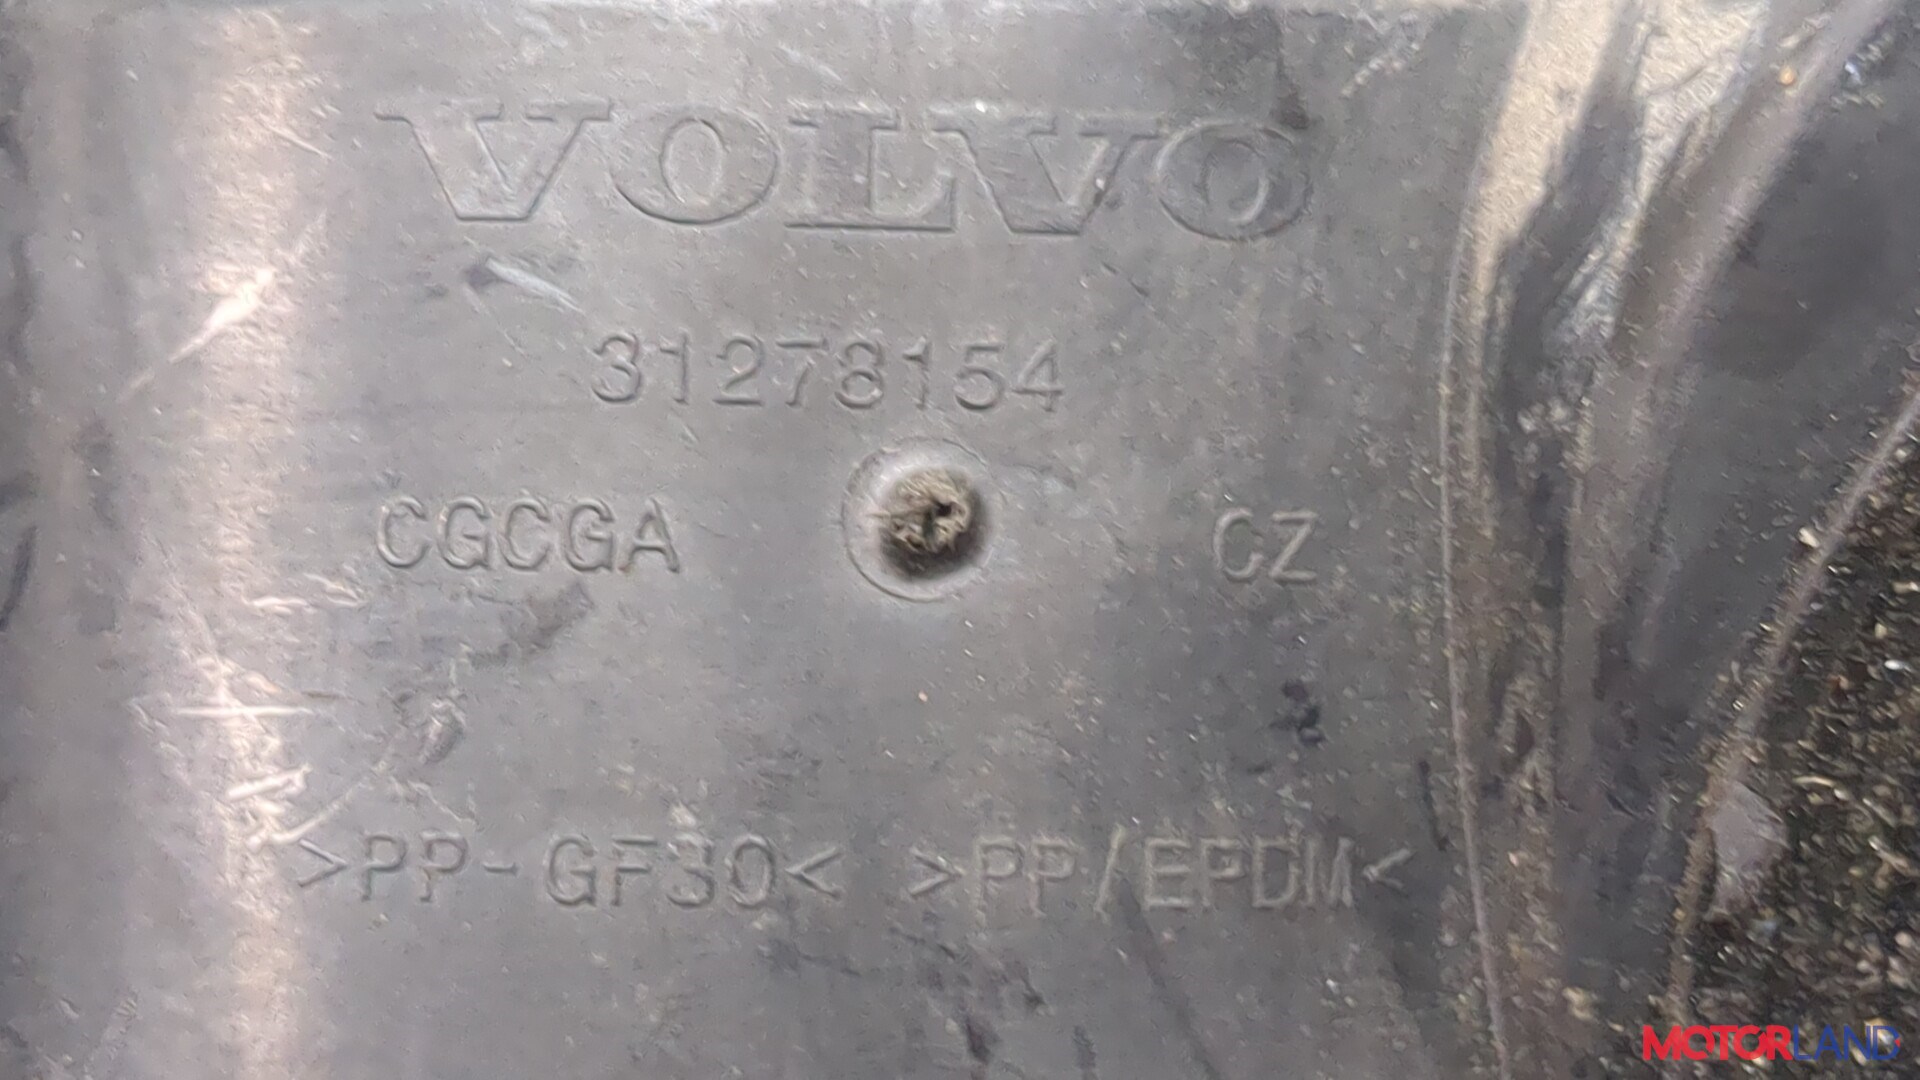 VOLVO
31278154
CGCGA CZ
>PP-GF30< >PP/EPDM<
MOTORLAND